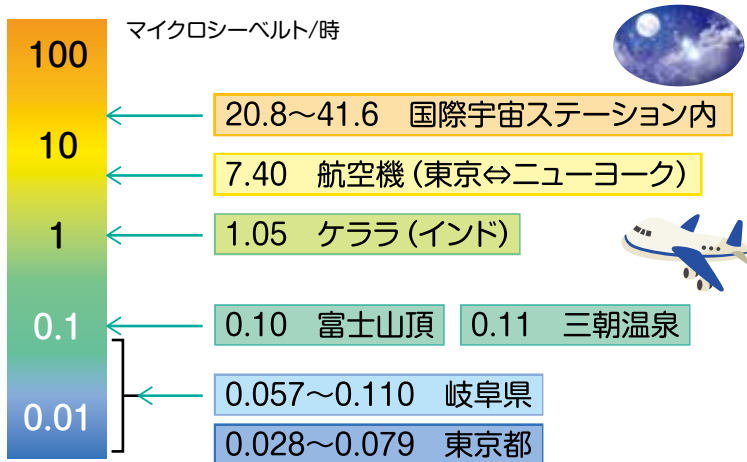 マイクロシーベルト/時
100
20.8〜41.6　国際宇宙ステーション内
10
7.40　航空機（東京⇔ニューヨーク）
1
1.05　ケララ（インド）
0.1
0.10　富士山頂
0.11　三朝温泉
0.057〜0.110　岐阜県
0.01
0.028〜0.079　東京都